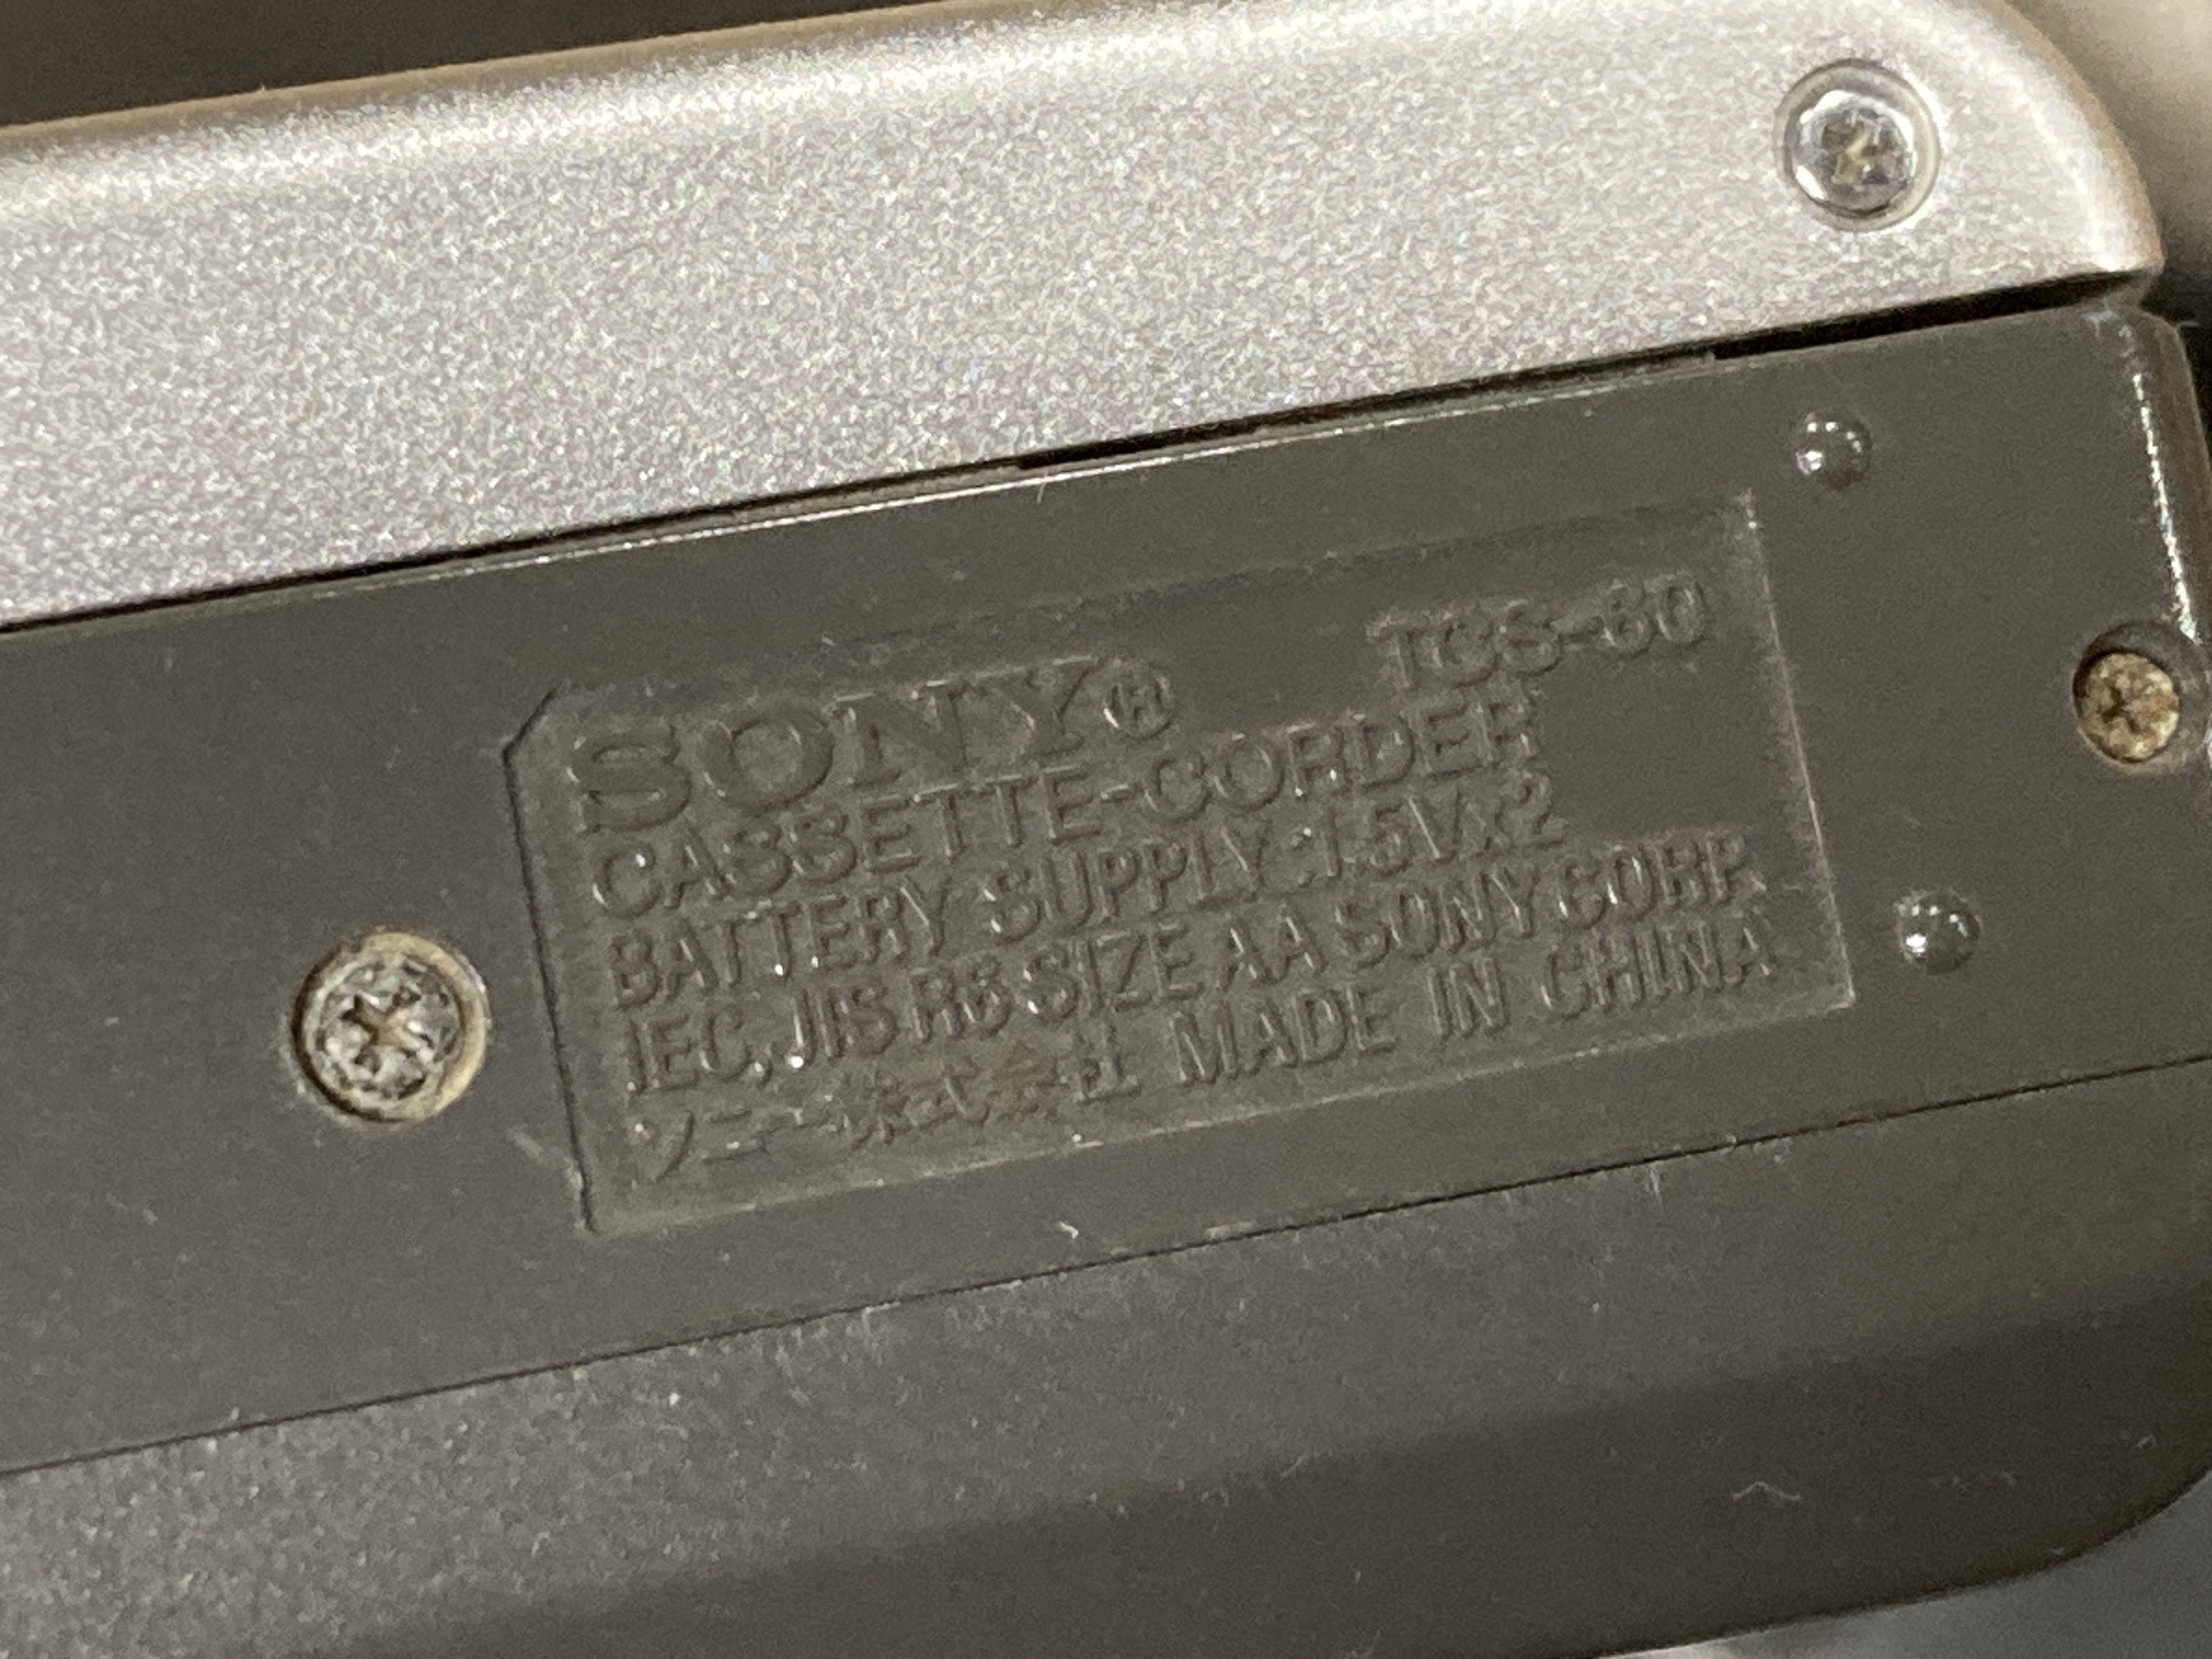 SONY® TCS-60
CASSETTE-CORDER
BATTERY SUPPLY:1.5V×2
IEC,JIS R6 SIZE AA SONY CORP.
ソニー株式会社 MADE IN CHINA